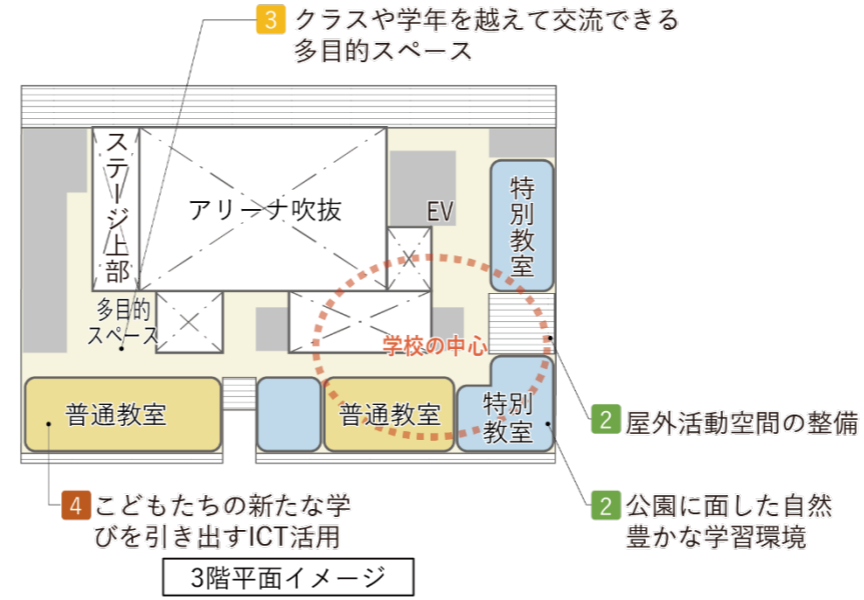 3 クラスや学年を越えて交流できる
多目的スペース
ステージ上部
アリーナ吹抜
EV
特別教室
多目的
スペース
学校の中心
普通教室
普通教室
特別
教室
2 屋外活動空間の整備
2 公園に面した自然
豊かな学習環境
4 こどもたちの新たな学
びを引き出すICT活用
3階平面イメージ